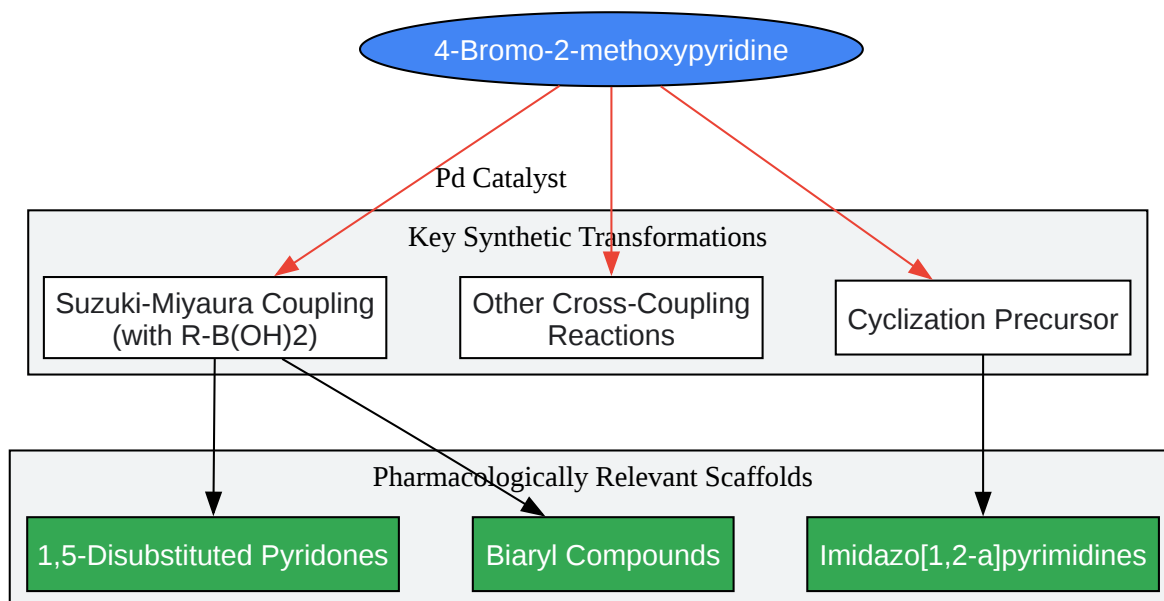 4-Bromo-2-methoxypyridine
Pd Catalyst
Key Synthetic Transformations
Suzuki-Miyaura Coupling
(with R-B(OH)2)
Other Cross-Coupling
Reactions
Cyclization Precursor
Pharmacologically Relevant Scaffolds
1,5-Disubstituted Pyridones
Biaryl Compounds
Imidazo[1,2-a]pyrimidines